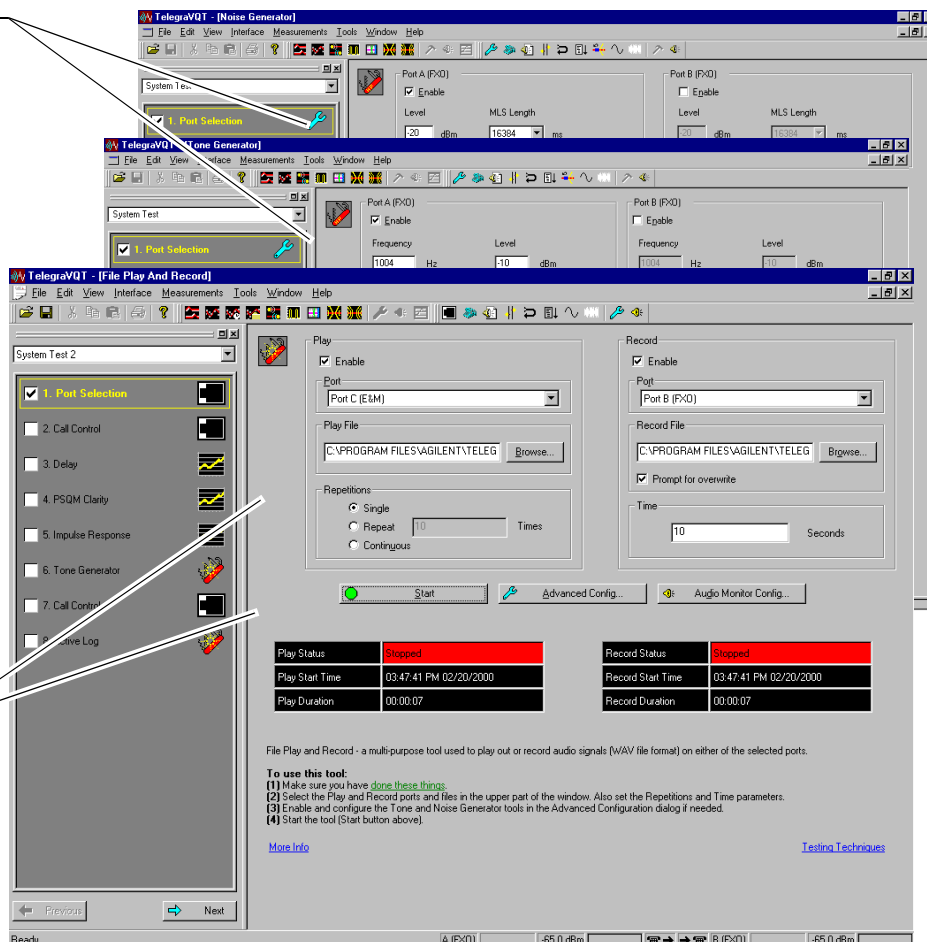 TelegraVQT - [Noise Generator]
File Edit View Interface Measurements Tools Window Help
System Test
1. Port Selection
Port A (FXO)
Enable
Level
MLS Length
-20 dBm 16384 ms
Port B (FXO)
Enable
Level
MLS Length
20 dBm 16384 ms
TelegraVQT - [Tone Generator]
File Edit View Interface Measurements Tools Window Help
System Test
1. Port Selection
Port A (FXO)
Enable
Frequency
Level
1004 Hz -10 dBm
Port B (FXO)
Enable
Frequency
Level
1004 Hz -10 dBm
TelegraVQT - [File Play And Record]
File Edit View Interface Measurements Tools Window Help
System Test 2
1. Port Selection
2. Call Control
3. Delay
4. PSQM Clarity
5. Impulse Response
6. Tone Generator
7. Call Control
8. Active Log
Previous
Next
Play
Enable
Port
Port C (E&M)
Play File
C:\PROGRAM FILES\AGILENT\TELEG Browse...
Repetitions
Single
Repeat 10 Times
Continuous
Record
Enable
Port
Port B (FXO)
Record File
C:\PROGRAM FILES\AGILENT\TELEG Browse...
Prompt for overwrite
Time
10 Seconds
Start
Advanced Config...
Audio Monitor Config...
Play Status Stopped
Play Start Time 03:47:41 PM 02/20/2000
Play Duration 00:00:07
Record Status Stopped
Record Start Time 03:47:41 PM 02/20/2000
Record Duration 00:00:07
File Play and Record - a multi-purpose tool used to play out or record audio signals (WAV file format) on either of the selected ports.
To use this tool:
(1) Make sure you have done these things.
(2) Select the Play and Record ports and files in the upper part of the window. Also set the Repetitions and Time parameters.
(3) Enable and configure the Tone and Noise Generator tools in the Advanced Configuration dialog if needed.
(4) Start the tool (Start button above).
More Info
Testing Techniques
Ready
A (FXO) -65.0 dBm B (FXO) -65.0 dBm